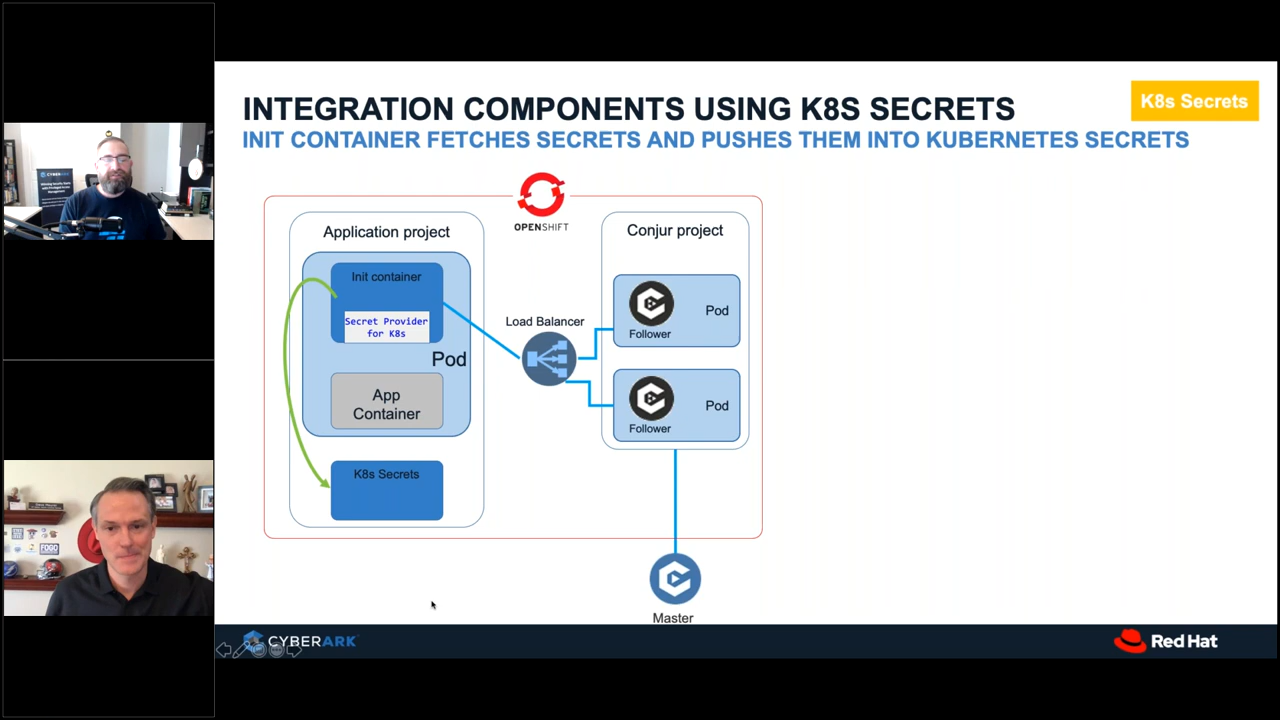 INTEGRATION COMPONENTS USING K8S SECRETS
K8s Secrets
INIT CONTAINER FETCHES SECRETS AND PUSHES THEM INTO KUBERNETES SECRETS
OPENSHIFT
Application project
Init container
Secret Provider
for K8s
Pod
App
Container
K8s Secrets
Load Balancer
Conjur project
Pod
Follower
Pod
Follower
Master
CYBERARK
Red Hat
CYBERARK